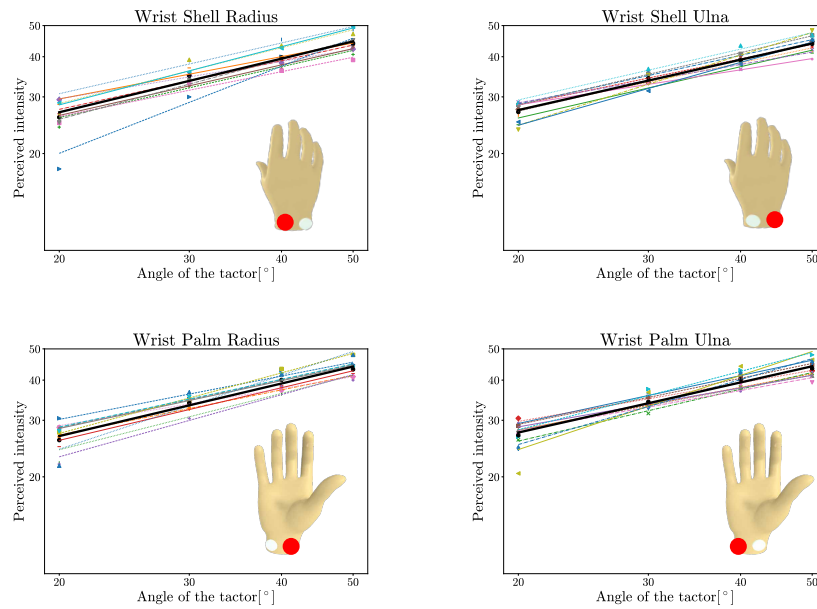 Wrist Shell Radius
50
40
30
20
Perceived intensity
20
30
40
50
Angle of the tactor[°]
Wrist Shell Ulna
50
40
30
20
Perceived intensity
20
30
40
50
Angle of the tactor[°]
Wrist Palm Radius
50
40
30
20
Perceived intensity
20
30
40
50
Angle of the tactor[°]
Wrist Palm Ulna
50
40
30
20
Perceived intensity
20
30
40
50
Angle of the tactor[°]